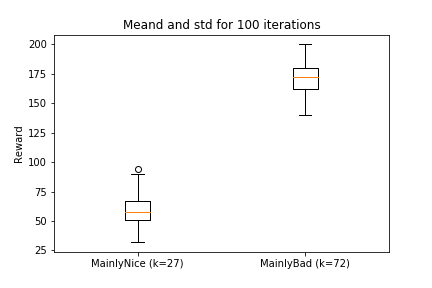 Meand and std for 100 iterations
200
175
150
125
100
75
50
25
Reward
MainlyNice (k=27)
MainlyBad (k=72)